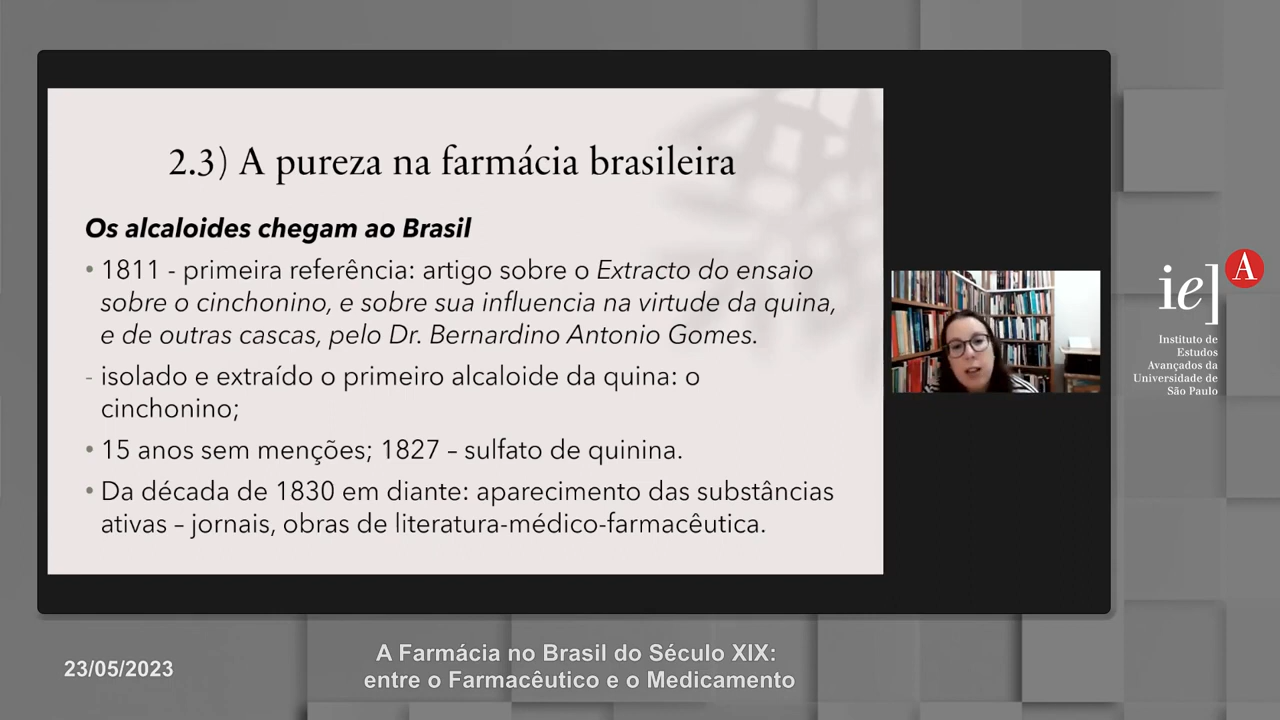 2.3) A pureza na farmácia brasileira
Os alcaloides chegam ao Brasil
• 1811 - primeira referência: artigo sobre o Extracto do ensaio
sobre o cinchonino, e sobre sua influencia na virtude da quina,
e de outras cascas, pelo Dr. Bernardino Antonio Gomes.
- isolado e extraído o primeiro alcaloide da quina: o
cinchonino;
• 15 anos sem menções; 1827 – sulfato de quinina.
• Da década de 1830 em diante: aparecimento das substâncias
ativas – jornais, obras de literatura-médico-farmacêutica.
ie] A
Instituto de
Estudos
Avançados da
Universidade de
São Paulo
23/05/2023
A Farmácia no Brasil do Século XIX:
entre o Farmacêutico e o Medicamento